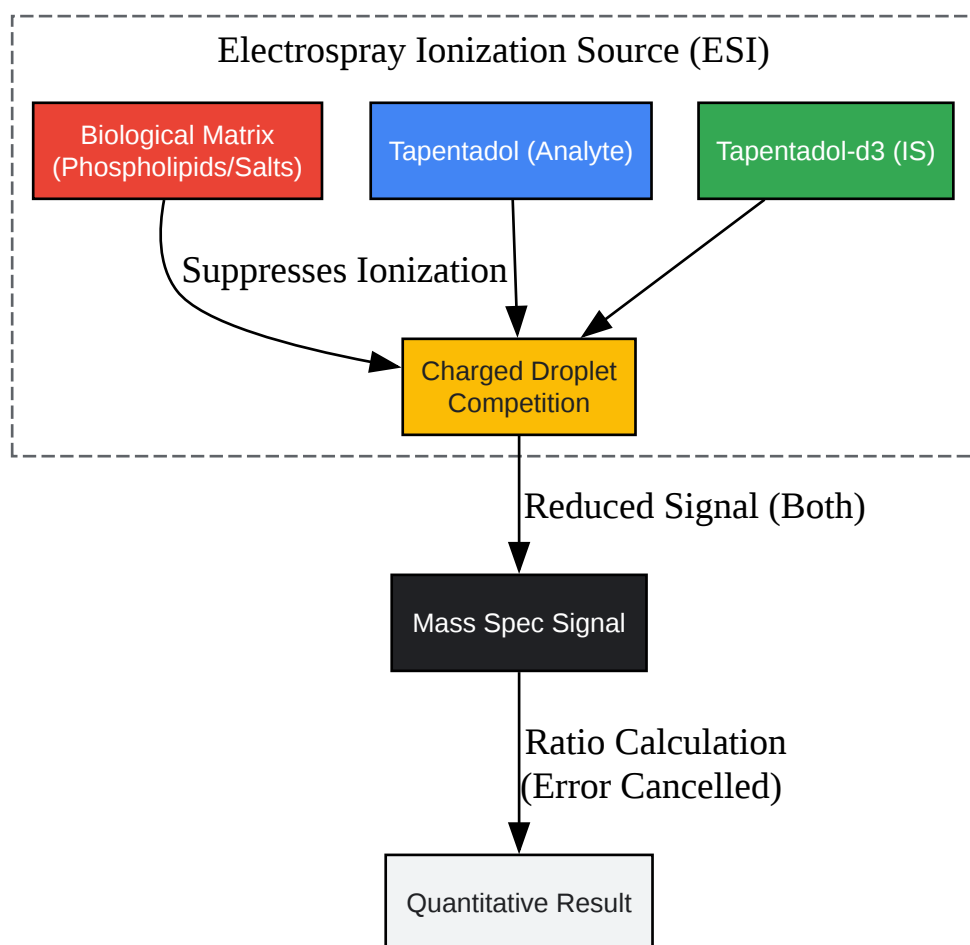 Electrospray Ionization Source (ESI)
Biological Matrix
(Phospholipids/Salts)
Tapentadol (Analyte)
Tapentadol-d3 (IS)
Suppresses Ionization
Charged Droplet
Competition
Reduced Signal (Both)
Mass Spec Signal
Ratio Calculation
(Error Cancelled)
Quantitative Result